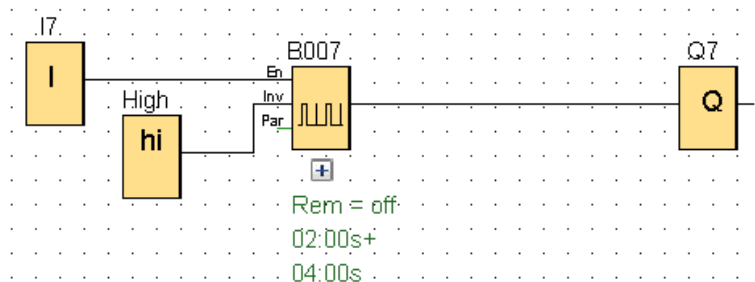 I7
I
High
hi
B007
En
Inv
Par
Rem = off
02:00s+
04:00s
Q7
Q